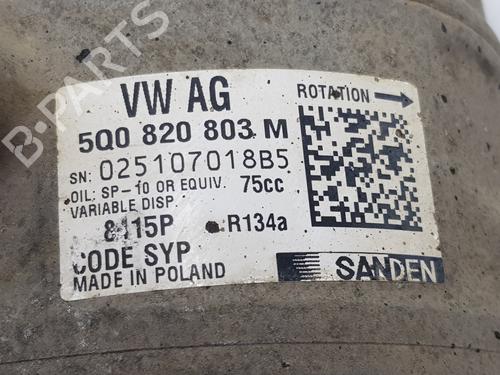 VW AG
ROTATION
5Q0 820 803 M
SN: 025107018B5
OIL: SP-10 OR EQUIV. 75cc
VARIABLE DISP.
8115P R134a
CODE SYP
MADE IN POLAND
SANDEN
B-PARTS